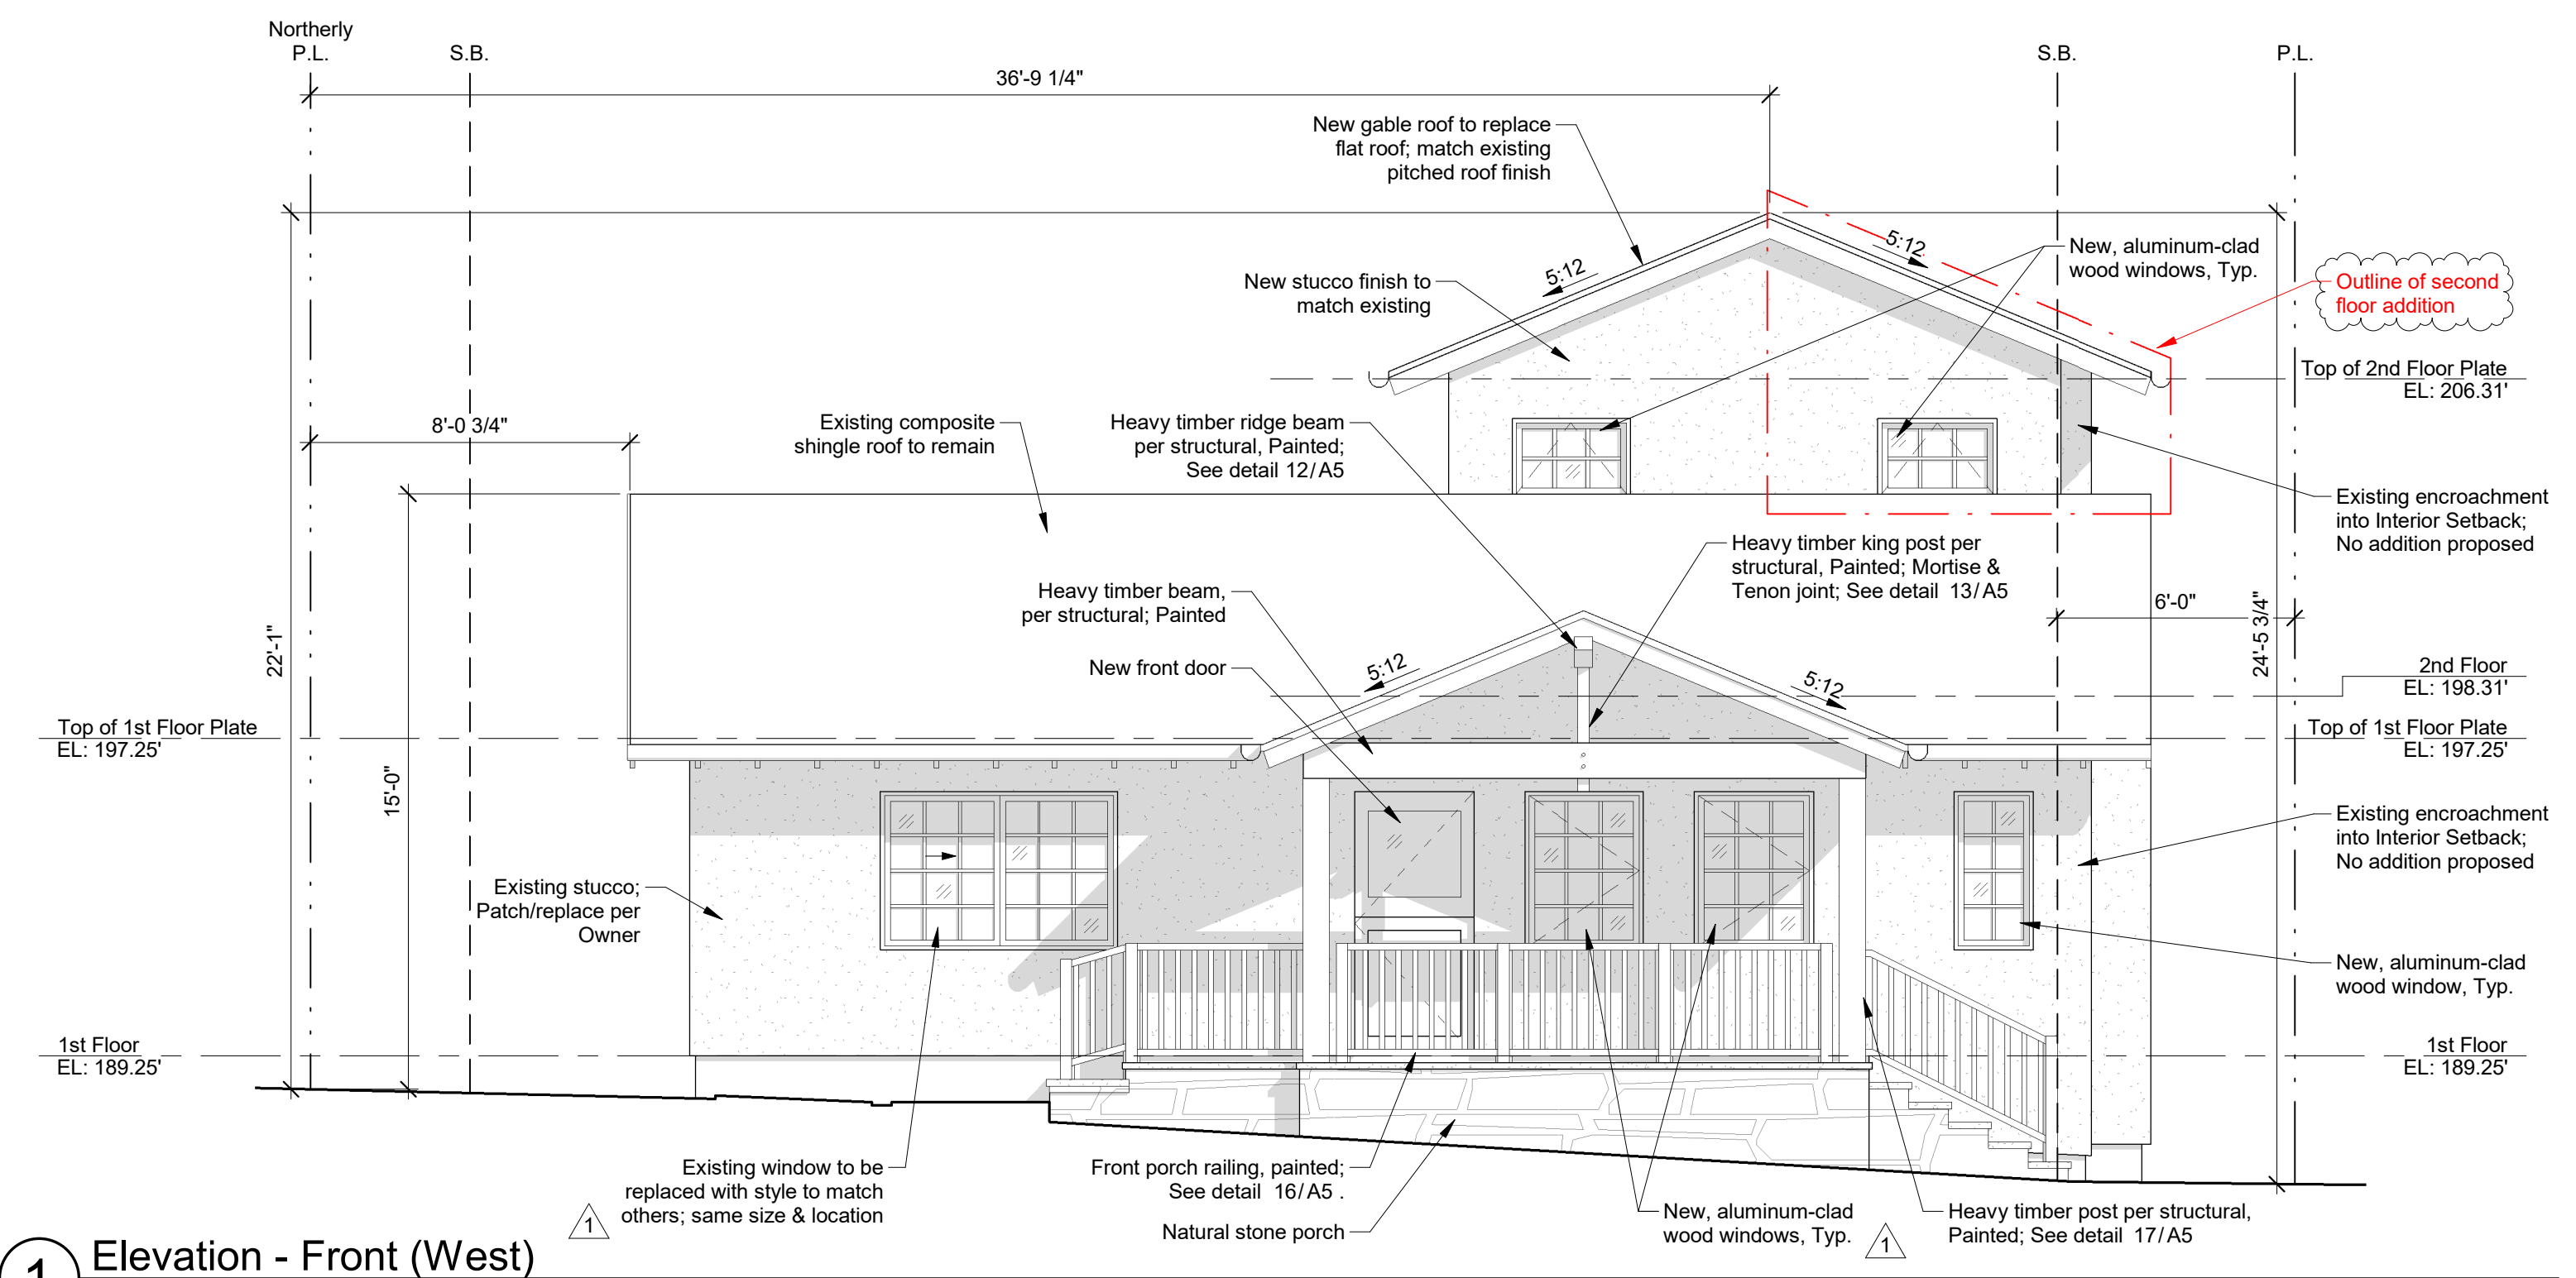 Northerly
P.L.
S.B.
S.B.
P.L.
36'-9 1/4"
New gable roof to replace
flat roof; match existing
pitched roof finish
5:12
5:12
New, aluminum-clad
wood windows, Typ.
New stucco finish to
match existing
Outline of second
floor addition
Top of 2nd Floor Plate
EL: 206.31'
8'-0 3/4"
Existing composite
shingle roof to remain
Heavy timber ridge beam
per structural, Painted;
See detail 12/A5
Existing encroachment
into Interior Setback;
No addition proposed
Heavy timber king post per
structural, Painted; Mortise &
Tenon joint; See detail 13/A5
Heavy timber beam,
per structural; Painted
6'-0"
22'-1"
24'-5 3/4"
New front door
5:12
5:12
2nd Floor
EL: 198.31'
Top of 1st Floor Plate
EL: 197.25'
Top of 1st Floor Plate
EL: 197.25'
15'-0"
Existing encroachment
into Interior Setback;
No addition proposed
Existing stucco;
Patch/replace per
Owner
New, aluminum-clad
wood window, Typ.
1st Floor
EL: 189.25'
1st Floor
EL: 189.25'
Existing window to be
replaced with style to match
others; same size & location
1
Front porch railing, painted;
See detail 16/A5 .
Natural stone porch
New, aluminum-clad
wood windows, Typ.
1
Heavy timber post per structural,
Painted; See detail 17/A5
1
Elevation - Front (West)